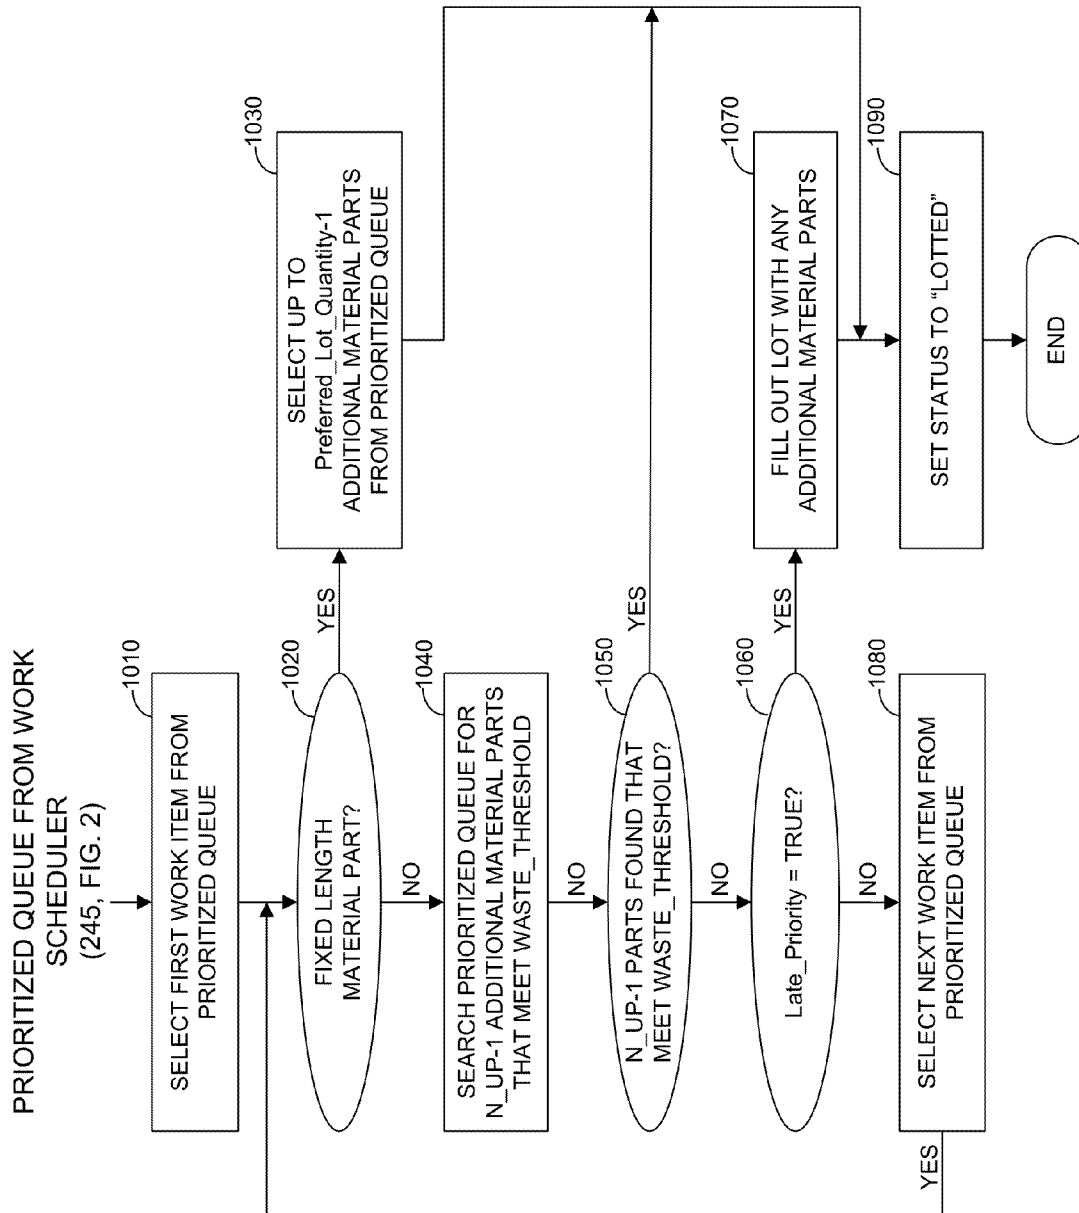 PRIORITIZED QUEUE FROM WORK
SCHEDULER
(245, FIG. 2)
1010
SELECT FIRST WORK ITEM FROM
PRIORITIZED QUEUE
1020
FIXED LENGTH
MATERIAL PART?
YES
NO
1030
SELECT UP TO
Preferred_Lot_Quantity-1
ADDITIONAL MATERIAL PARTS
FROM PRIORITIZED QUEUE
1040
SEARCH PRIORITIZED QUEUE FOR
N_UP-1 ADDITIONAL MATERIAL PARTS
THAT MEET WASTE_THRESHOLD
NO
1050
N_UP-1 PARTS FOUND THAT
MEET WASTE_THRESHOLD?
YES
NO
1060
Late_Priority = TRUE?
YES
NO
1070
FILL OUT LOT WITH ANY
ADDITIONAL MATERIAL PARTS
1080
SELECT NEXT WORK ITEM FROM
PRIORITIZED QUEUE
YES
1090
SET STATUS TO "LOTTED"
END